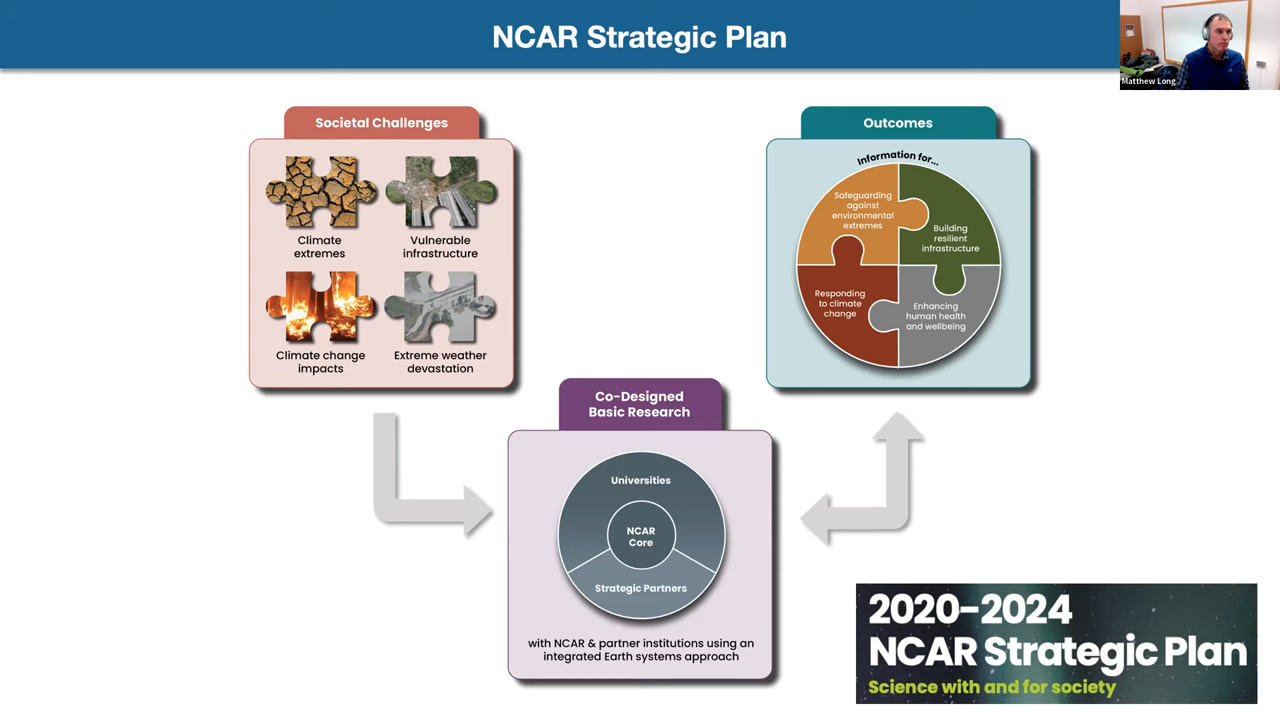 NCAR Strategic Plan
Matthew Long
Societal Challenges
Climate
extremes
Vulnerable
infrastructure
Climate change
impacts
Extreme weather
devastation
Co-Designed
Basic Research
Universities
NCAR
Core
Strategic Partners
with NCAR & partner institutions using an
integrated Earth systems approach
Outcomes
Information for...
Safeguarding
against
environmental
extremes
Building
resilient
infrastructure
Responding
to climate
change
Enhancing
human health
and wellbeing
2020–2024
NCAR Strategic Plan
Science with and for society